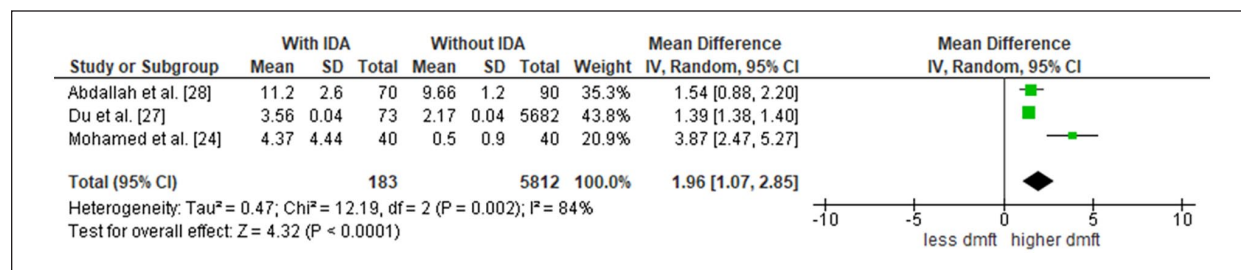 With IDA Without IDA Mean Difference Mean Difference
Study or Subgroup Mean SD Total Mean SD Total Weight IV, Random, 95% CI IV, Random, 95% CI
Abdallah et al. [28] 11.2 2.6 70 9.66 1.2 90 35.3% 1.54 [0.88, 2.20]
Du et al. [27] 3.56 0.04 73 2.17 0.04 5682 43.8% 1.39 [1.38, 1.40]
Mohamed et al. [24] 4.37 4.44 40 0.5 0.9 40 20.9% 3.87 [2.47, 5.27]
Total (95% CI) 183 5812 100.0% 1.96 [1.07, 2.85]
Heterogeneity: Tau² = 0.47; Chi² = 12.19, df = 2 (P = 0.002); I² = 84%
Test for overall effect: Z = 4.32 (P < 0.0001)
-10 -5 0 5 10
less dmft higher dmft